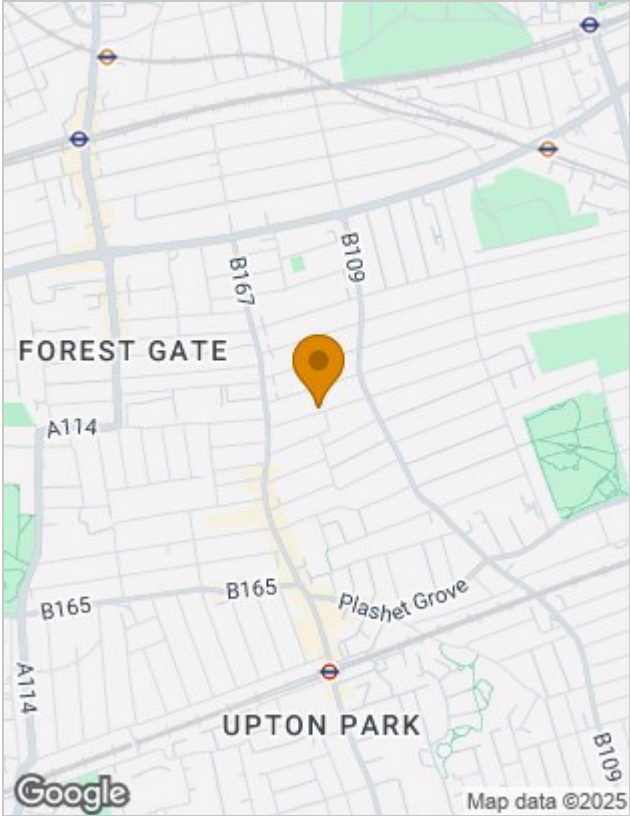 B109
B167
FOREST GATE
A114
B165
B165
Plashet Grove
A114
UPTON PARK
B109
Google
Map data ©2025